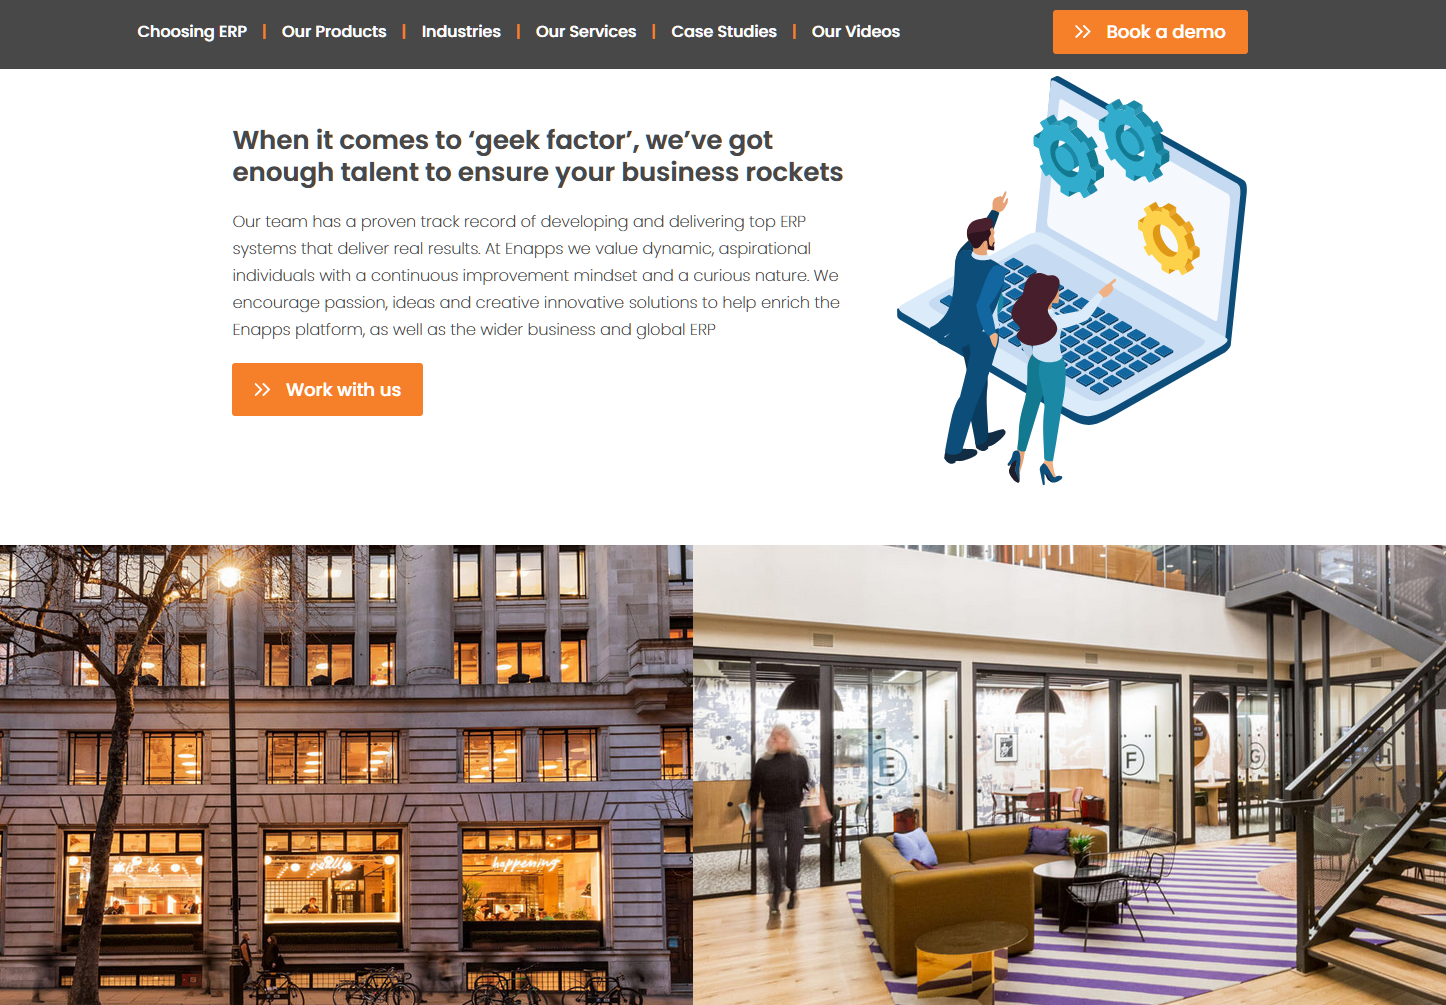 Choosing ERP | Our Products | Industries | Our Services | Case Studies | Our Videos
Book a demo
When it comes to ‘geek factor’, we’ve got
enough talent to ensure your business rockets
Our team has a proven track record of developing and delivering top ERP
systems that deliver real results. At Enapps we value dynamic, aspirational
individuals with a continuous improvement mindset and a curious nature. We
encourage passion, ideas and creative innovative solutions to help enrich the
Enapps platform, as well as the wider business and global ERP
Work with us
really
happening
E
F
G
H